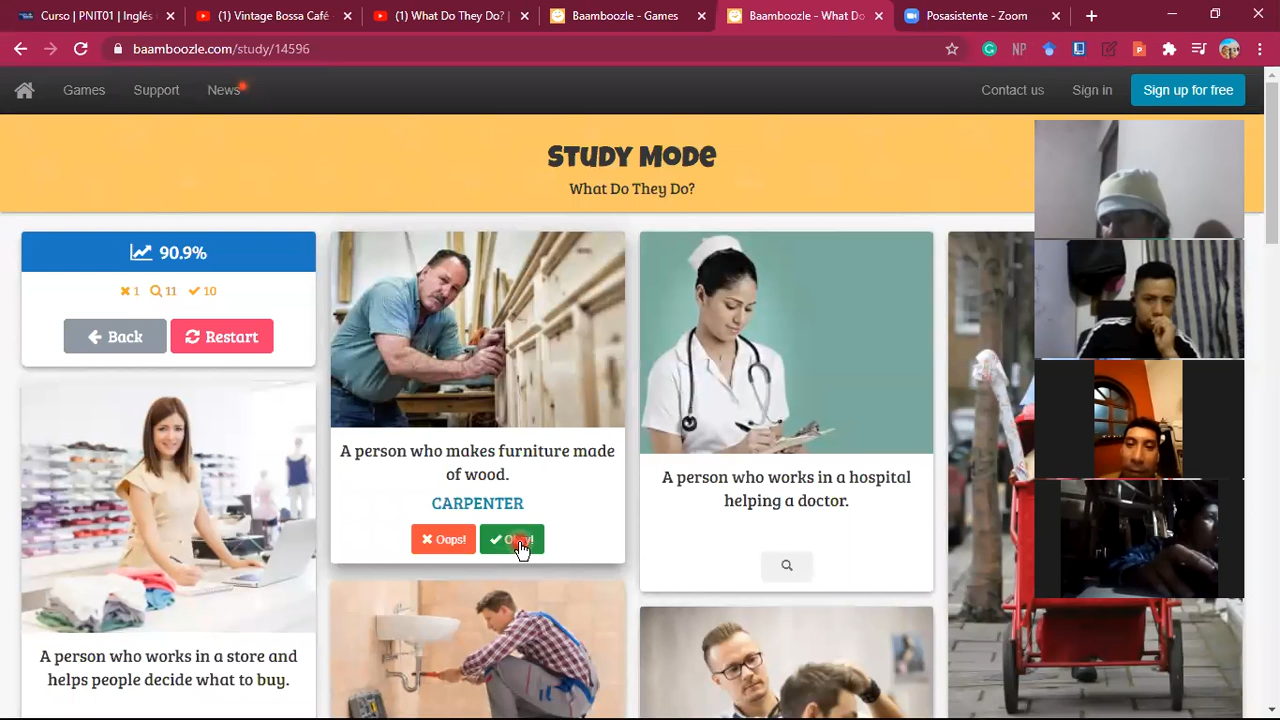 Curso | PNIT01 | Inglés
(1) Vintage Bossa Café
(1) What Do They Do? |
Baamboozle - Games
Baamboozle - What Do
Posasistente - Zoom
baamboozle.com/study/14596
NP
Games
Support
News
Contact us
Sign in
Sign up for free
Study Mode
What Do They Do?
90.9%
1 11 10
Back
Restart
A person who makes furniture made
of wood.
CARPENTER
Oops!
A person who works in a hospital
helping a doctor.
A person who works in a store and
helps people decide what to buy.